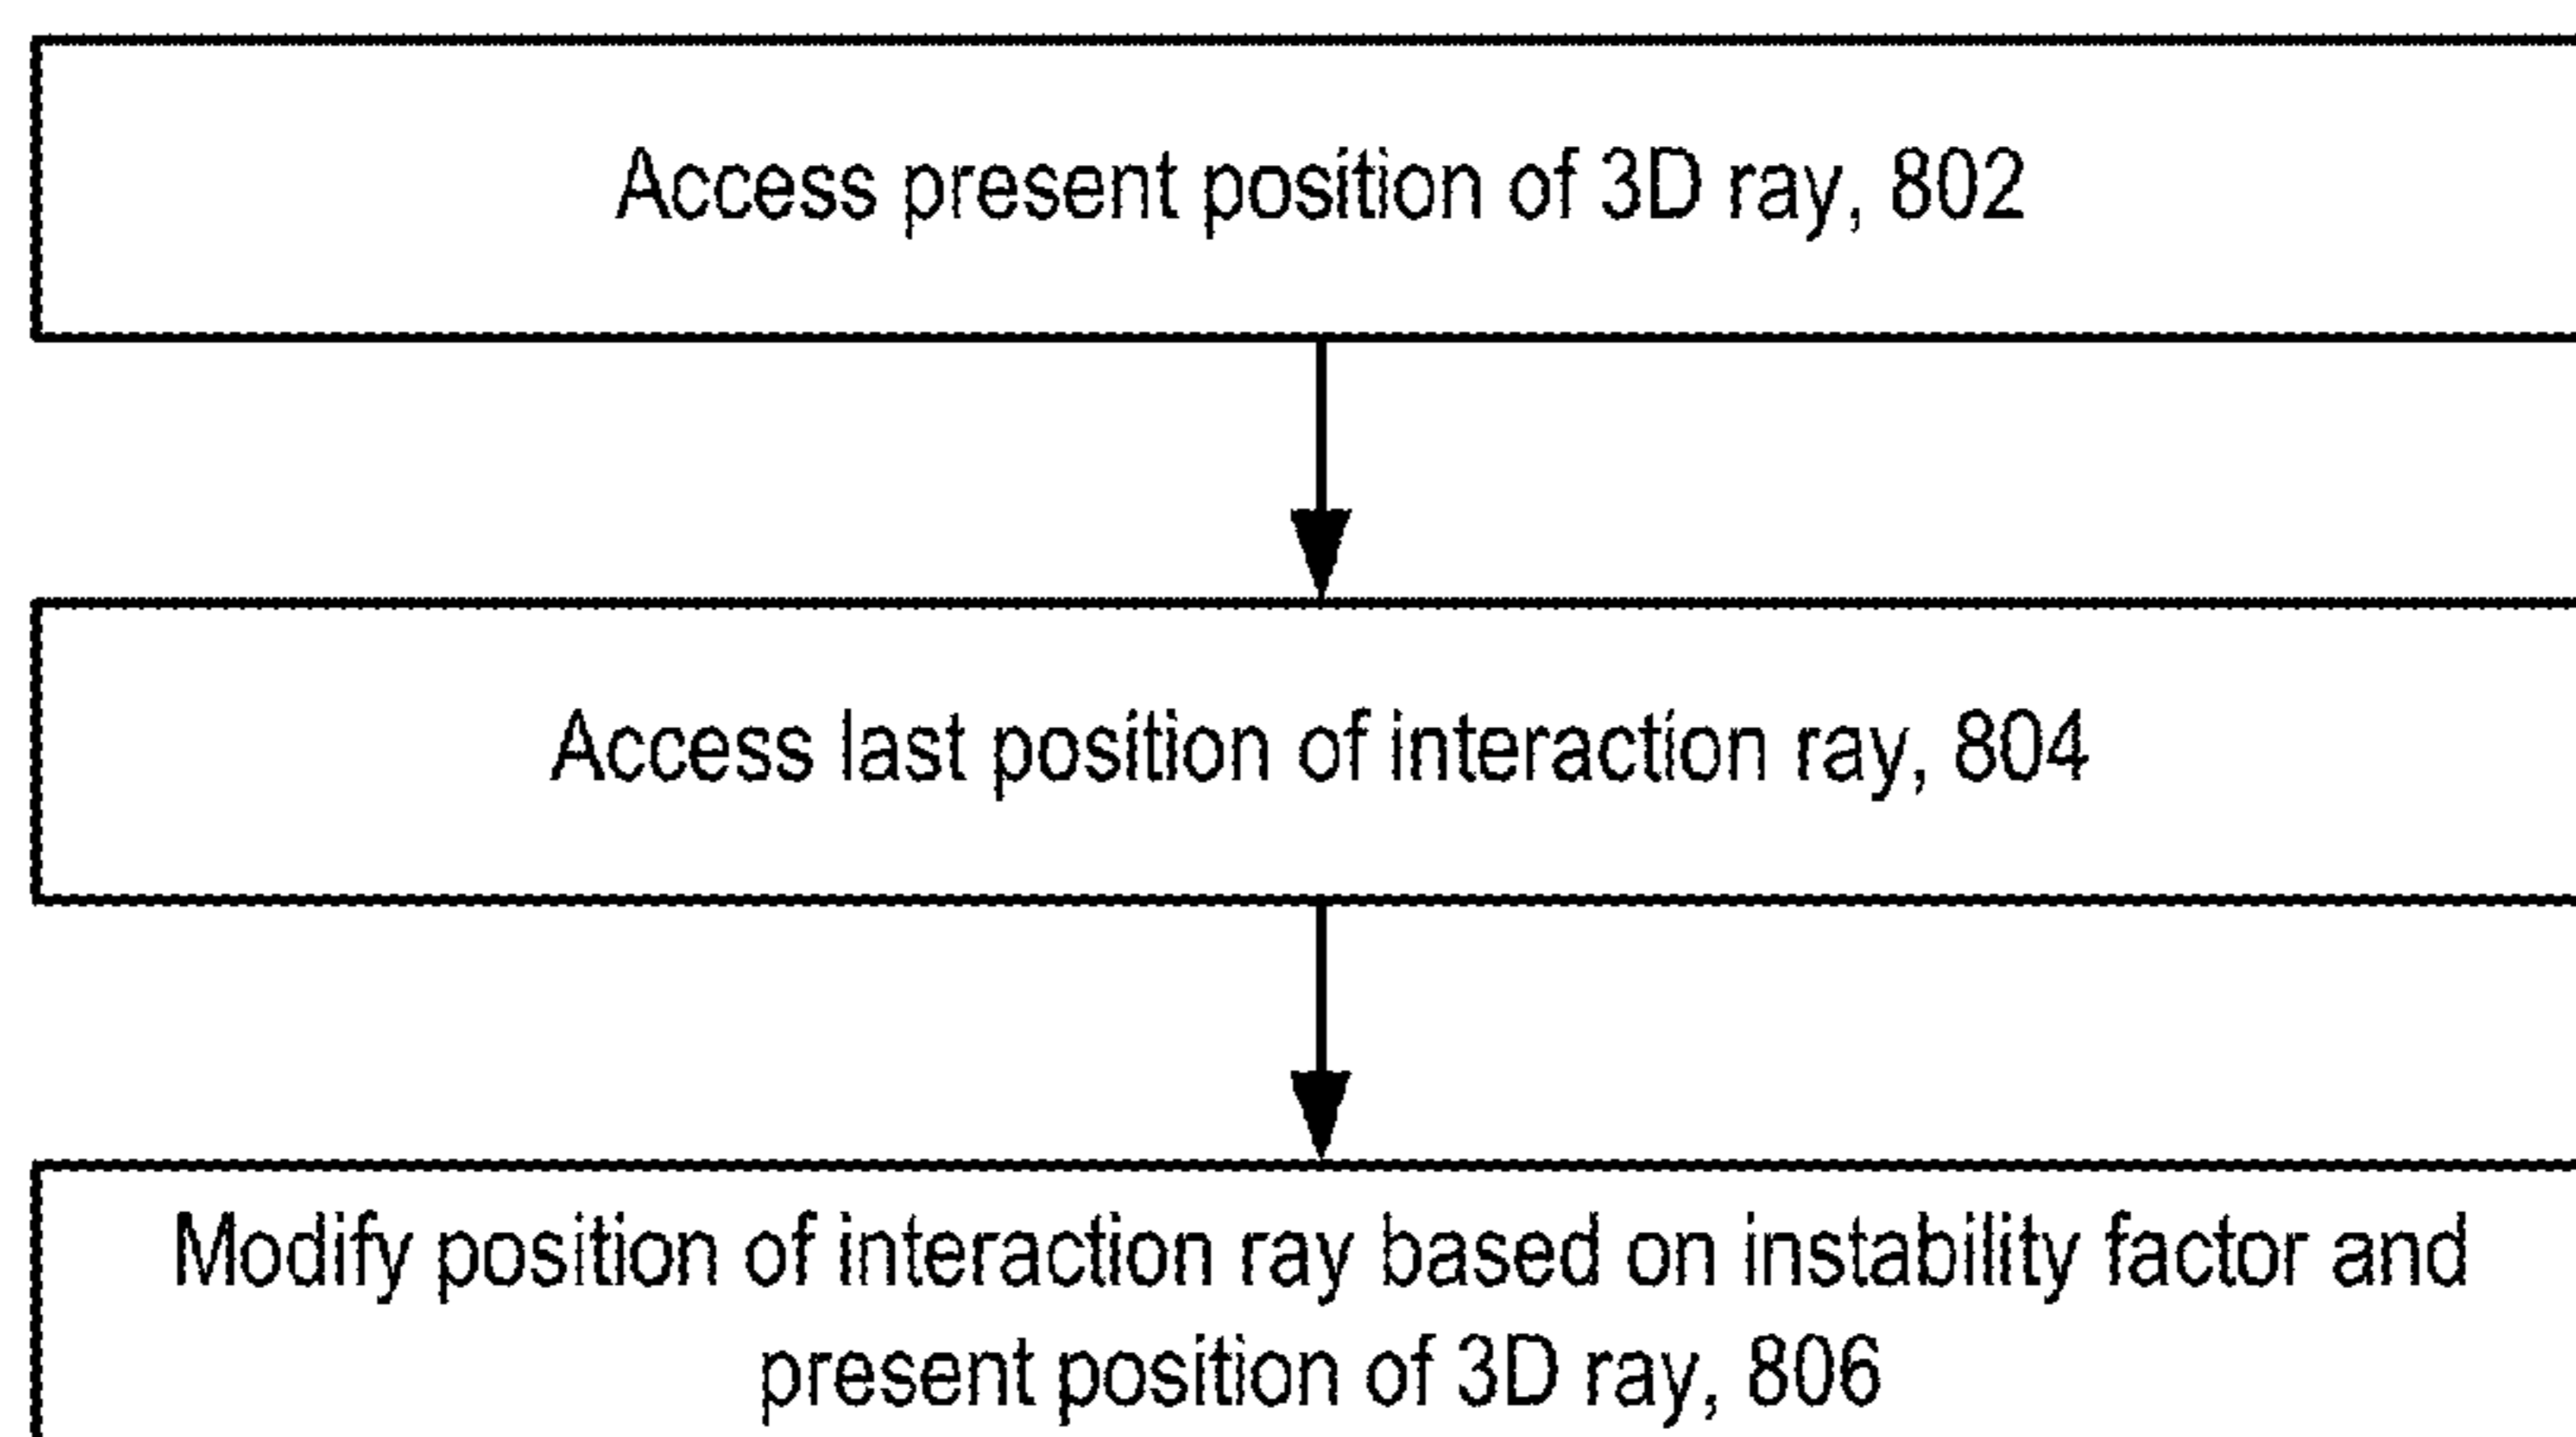 Access present position of 3D ray, 802
Access last position of interaction ray, 804
Modify position of interaction ray based on instability factor and
present position of 3D ray, 806